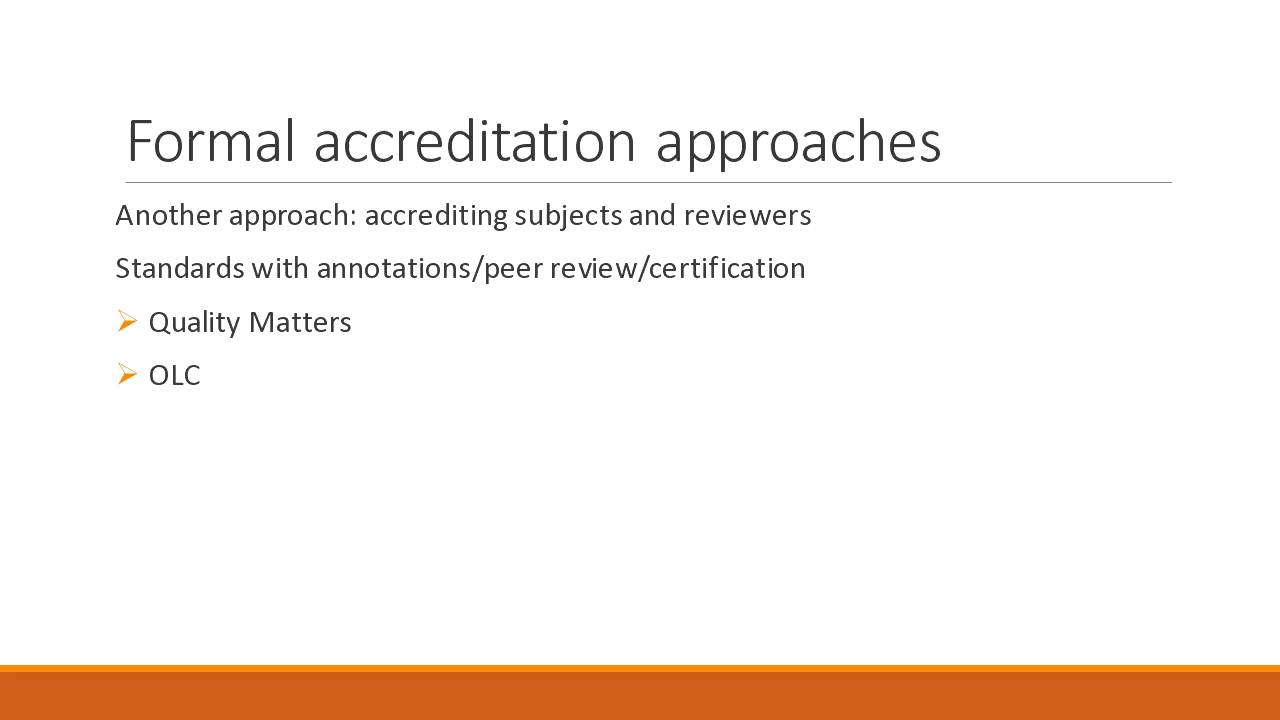 Formal accreditation approaches
Another approach: accrediting subjects and reviewers
Standards with annotations/peer review/certification
Quality Matters
OLC